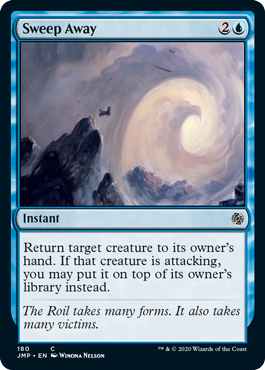 Sweep Away 2
Instant
Return target creature to its owner's
hand. If that creature is attacking,
you may put it on top of its owner's
library instead.
The Roil takes many forms. It also takes
many victims.
180 C
JMP • EN Winona Nelson
™ & © 2020 Wizards of the Coast